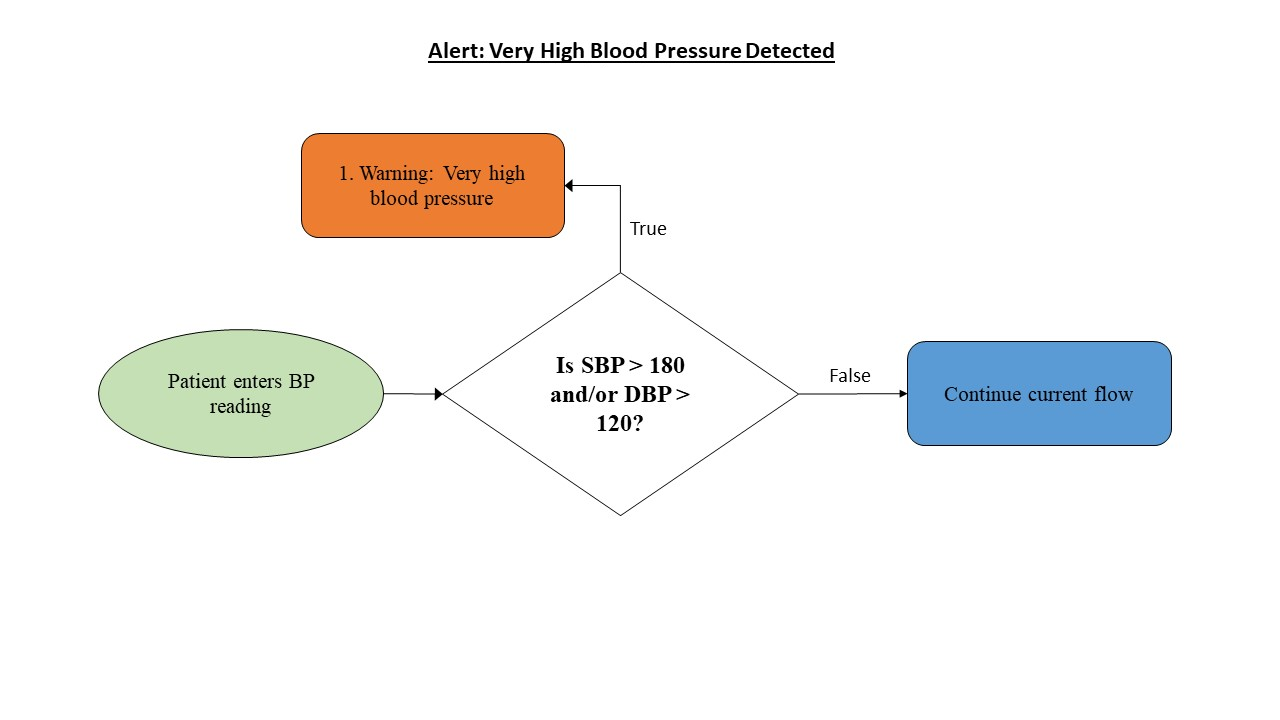 Alert: Very High Blood Pressure Detected
1. Warning: Very high
blood pressure
True
Patient enters BP
reading
Is SBP > 180
and/or DBP >
120?
False
Continue current flow